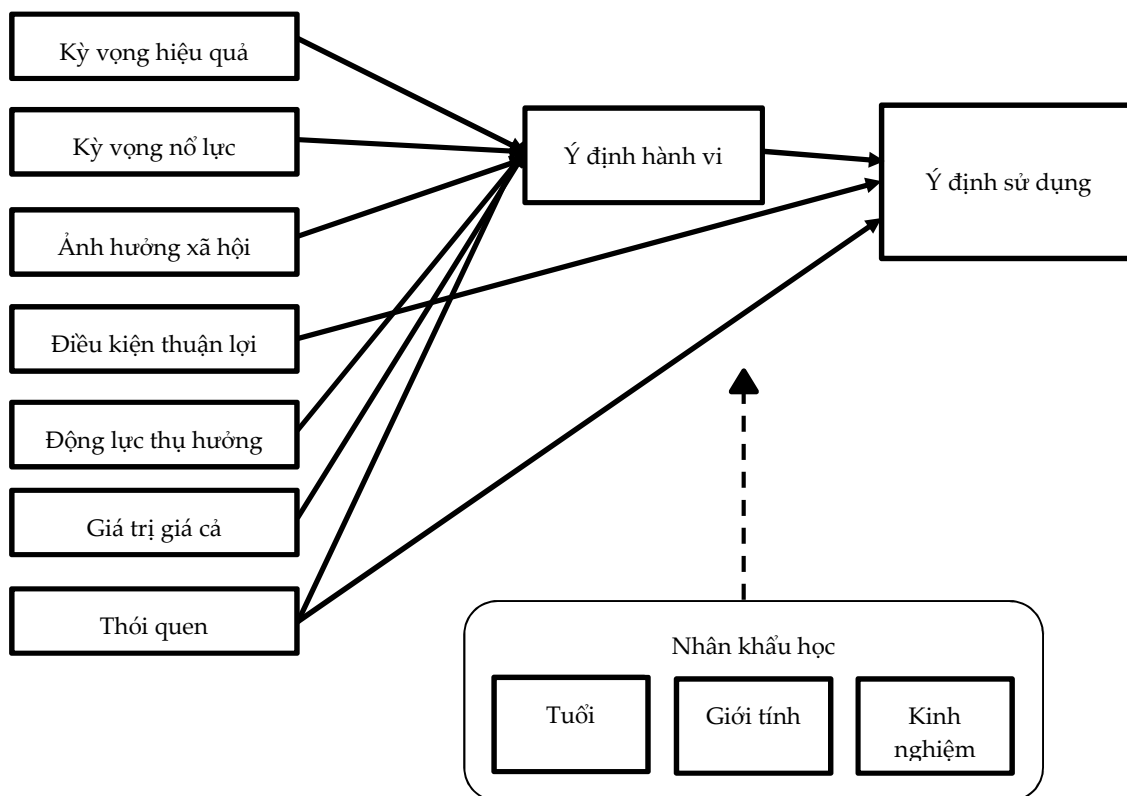 Kỳ vọng hiệu quả
Kỳ vọng nổ lực
Ảnh hưởng xã hội
Điều kiện thuận lợi
Động lực thụ hưởng
Giá trị giá cả
Thói quen
Ý định hành vi
Ý định sử dụng
Nhân khẩu học
Tuổi
Giới tính
Kinh
nghiệm